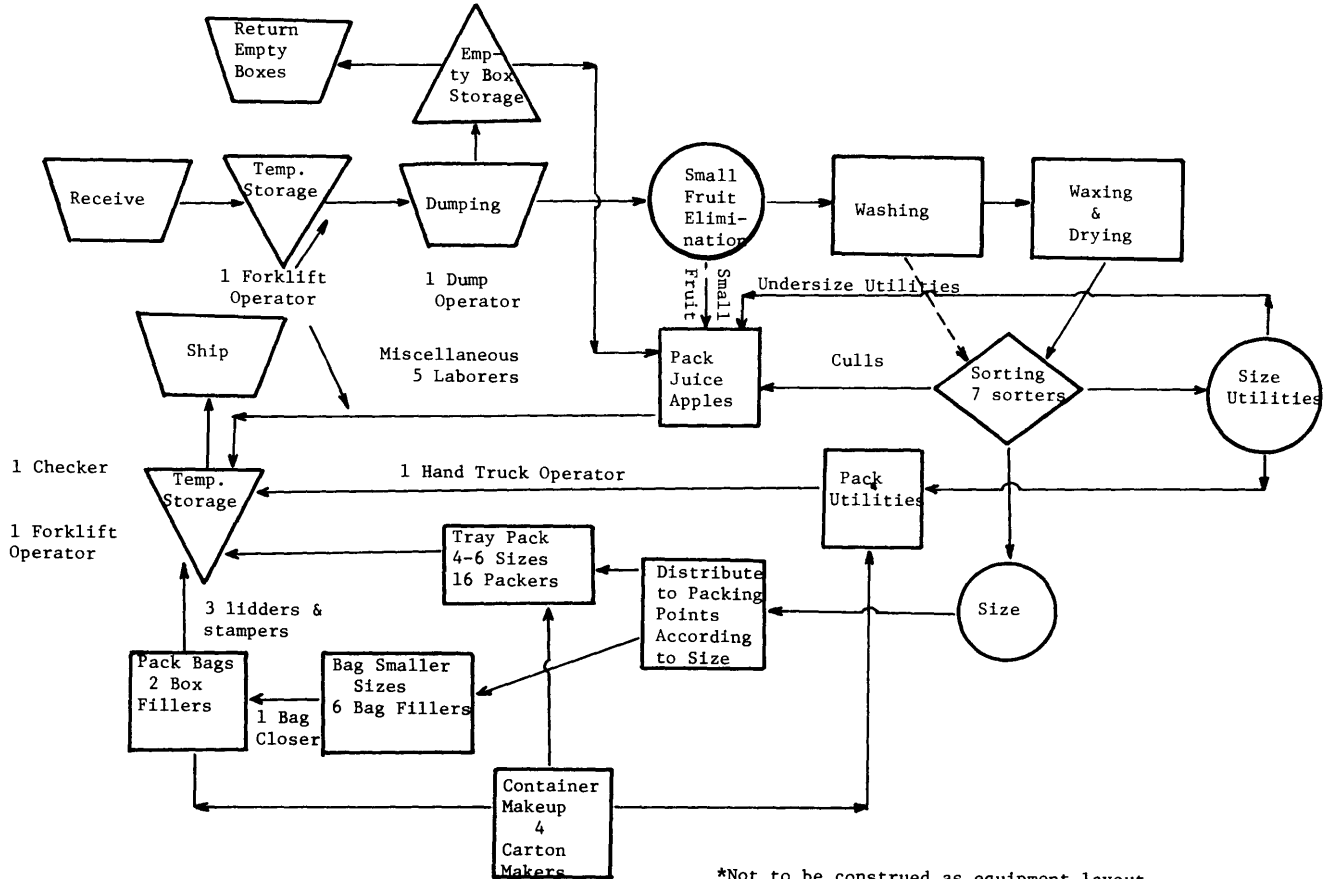 Return
Empty
Boxes
Emp-
ty Box
Storage
Receive
Temp.
Storage
Dumping
Small
Fruit
Elimi-
nation
Washing
Waxing
&
Drying
1 Forklift
Operator
1 Dump
Operator
Small
Fruit
Undersize Utilities
Ship
Miscellaneous
5 Laborers
Pack
Juice
Apples
Culls
Sorting
7 sorters
Size
Utilities
1 Checker
Temp.
Storage
1 Hand Truck Operator
Pack
Utilities
1 Forklift
Operator
Tray Pack
4-6 Sizes
16 Packers
Distribute
to Packing
Points
According
to Size
Size
3 lidders &
stampers
Pack Bags
2 Box
Fillers
1 Bag
Closer
Bag Smaller
Sizes
6 Bag Fillers
Container
Makeup
4
Carton
Makers
*Not to be construed as equipment layout